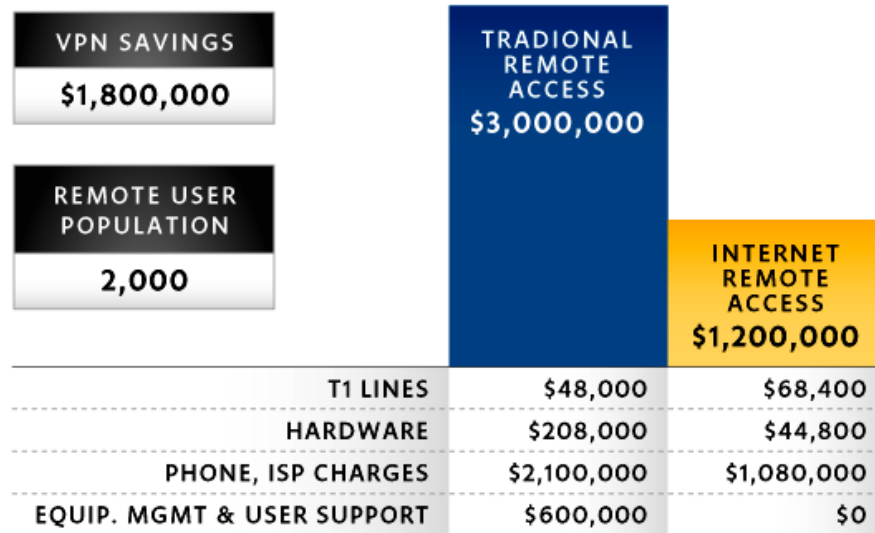 VPN SAVINGS
$1,800,000
REMOTE USER
POPULATION
2,000
TRADIONAL
REMOTE
ACCESS
$3,000,000
INTERNET
REMOTE
ACCESS
$1,200,000
T1 LINES $48,000 $68,400
HARDWARE $208,000 $44,800
PHONE, ISP CHARGES $2,100,000 $1,080,000
EQUIP. MGMT & USER SUPPORT $600,000 $0